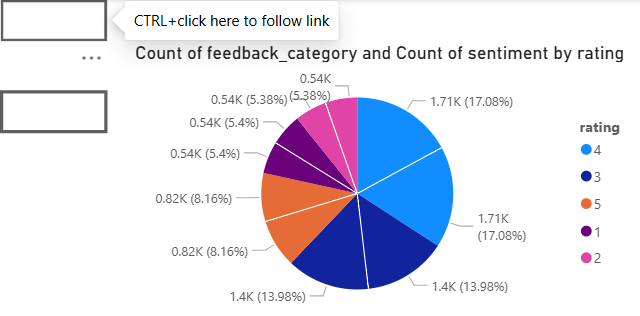 CTRL+click here to follow link
Count of feedback_category and Count of sentiment by rating
0.54K
(5.38%)
0.54K (5.38%)
0.54K (5.4%)
0.54K (5.4%)
0.82K (8.16%)
0.82K (8.16%)
1.4K (13.98%)
1.71K (17.08%)
1.71K
(17.08%)
1.4K (13.98%)
rating
4
3
5
1
2